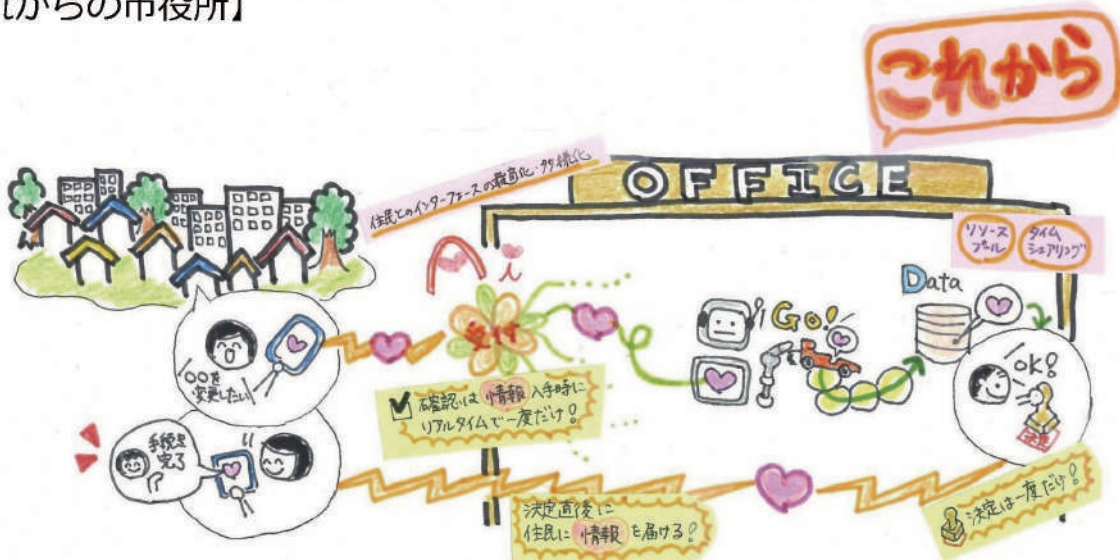 れからの市役所】
これから
住民とのインターフェースの最適化・多様化
OFFICE
リソース
プール
タイム
シェアリング
Ai
受付
Go!
Data
OK!
決定
〇〇を
変更したい
確認は情報入手時に
リアルタイムで一度だけ!
手続き
完了
決定直後に
住民に情報を届ける!
決定は一度だけ!